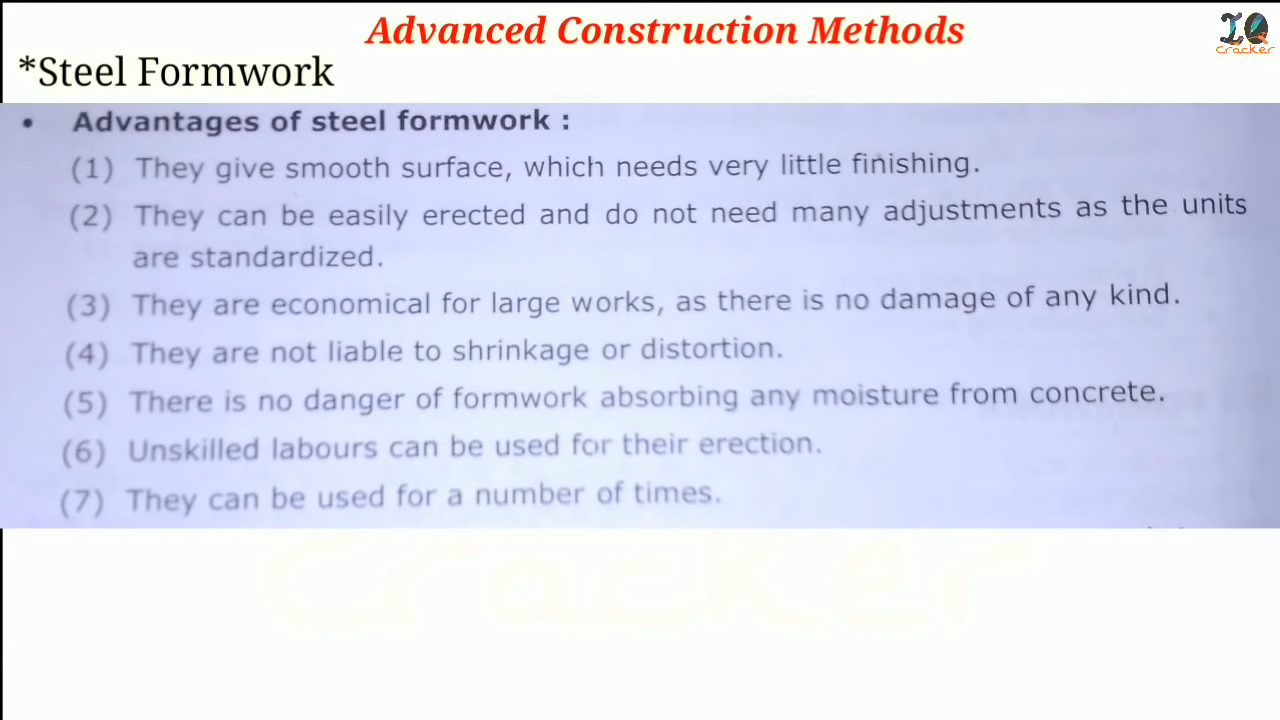 Advanced Construction Methods
IQ
Cracker
*Steel Formwork
• Advantages of steel formwork :
(1) They give smooth surface, which needs very little finishing.
(2) They can be easily erected and do not need many adjustments as the units
are standardized.
(3) They are economical for large works, as there is no damage of any kind.
(4) They are not liable to shrinkage or distortion.
(5) There is no danger of formwork absorbing any moisture from concrete.
(6) Unskilled labours can be used for their erection.
(7) They can be used for a number of times.
Cracker